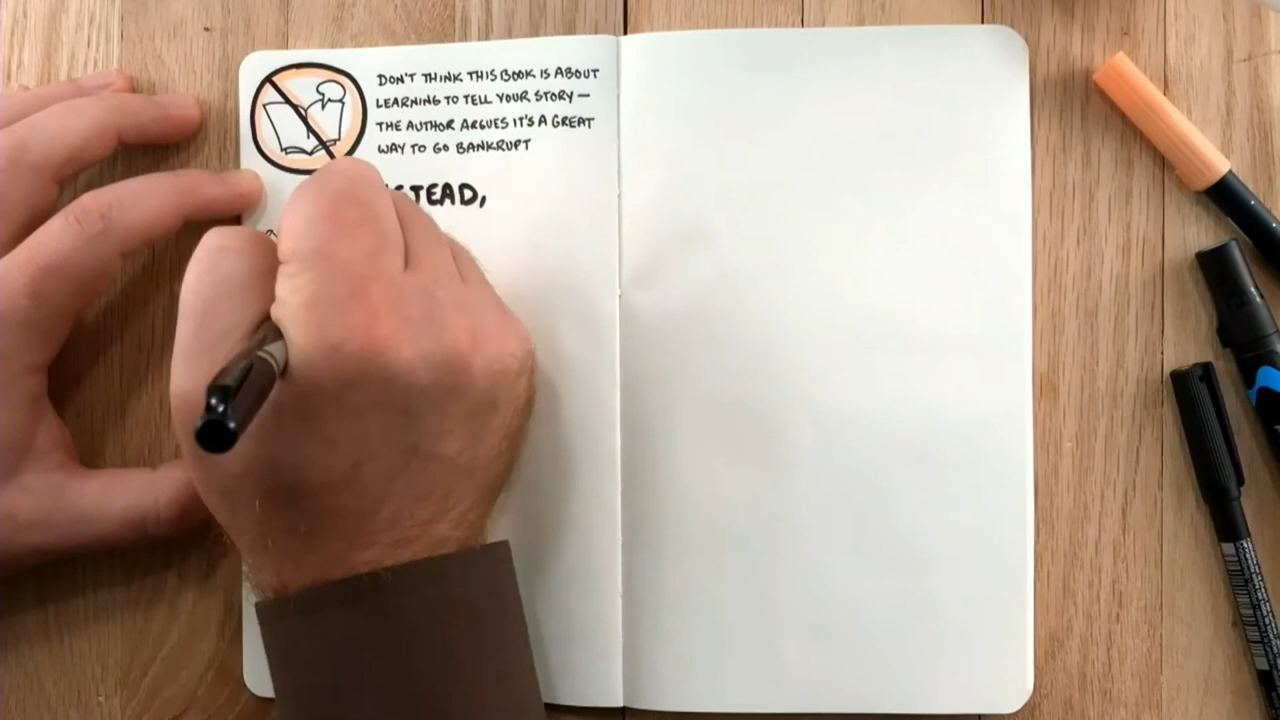 DON'T THINK THIS BOOK IS ABOUT
LEARNING TO TELL YOUR STORY —
THE AUTHOR ARGUES IT'S A GREAT
WAY TO GO BANKRUPT